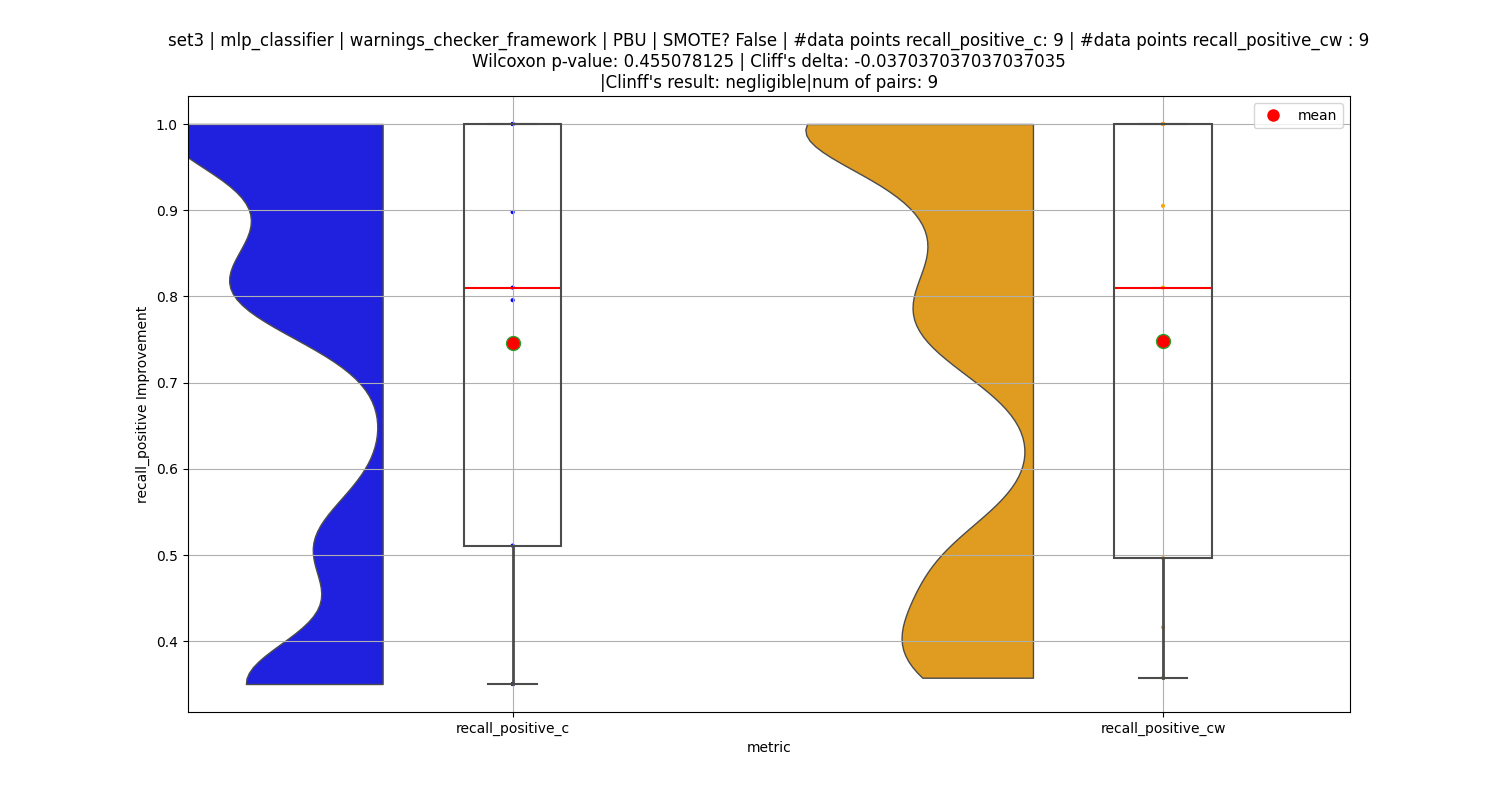 set3 | mlp_classifier | warnings_checker_framework | PBU | SMOTE? False | #data points recall_positive_c: 9 | #data points recall_positive_cw : 9
Wilcoxon p-value: 0.455078125 | Cliff's delta: -0.037037037037037035
|Clinff's result: negligible|num of pairs: 9
mean
1.0
0.9
0.8
0.7
0.6
0.5
0.4
recall_positive Improvement
recall_positive_c
recall_positive_cw
metric